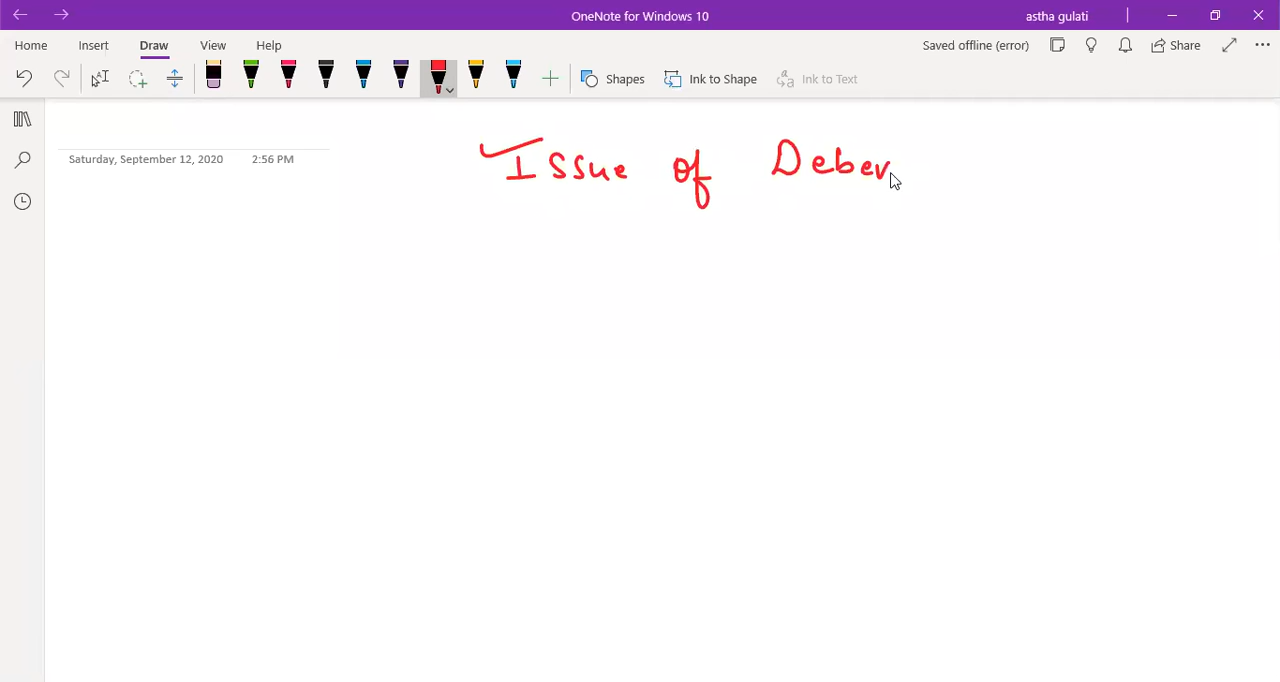 OneNote for Windows 10
astha gulati
Home Insert Draw View Help
Saved offline (error)
Share
Shapes
Ink to Shape
Ink to Text
Saturday, September 12, 2020 2:56 PM
Issue of Deber